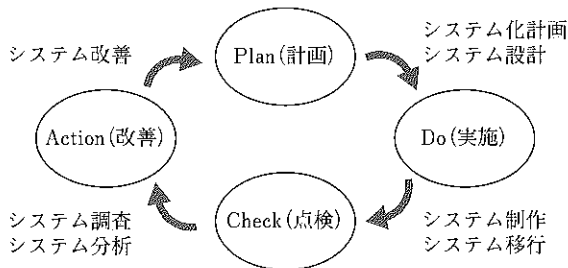 システム改善
Plan(計画)
システム化計画
システム設計
Action(改善)
Do(実施)
システム調査
システム分析
Check(点検)
システム制作
システム移行